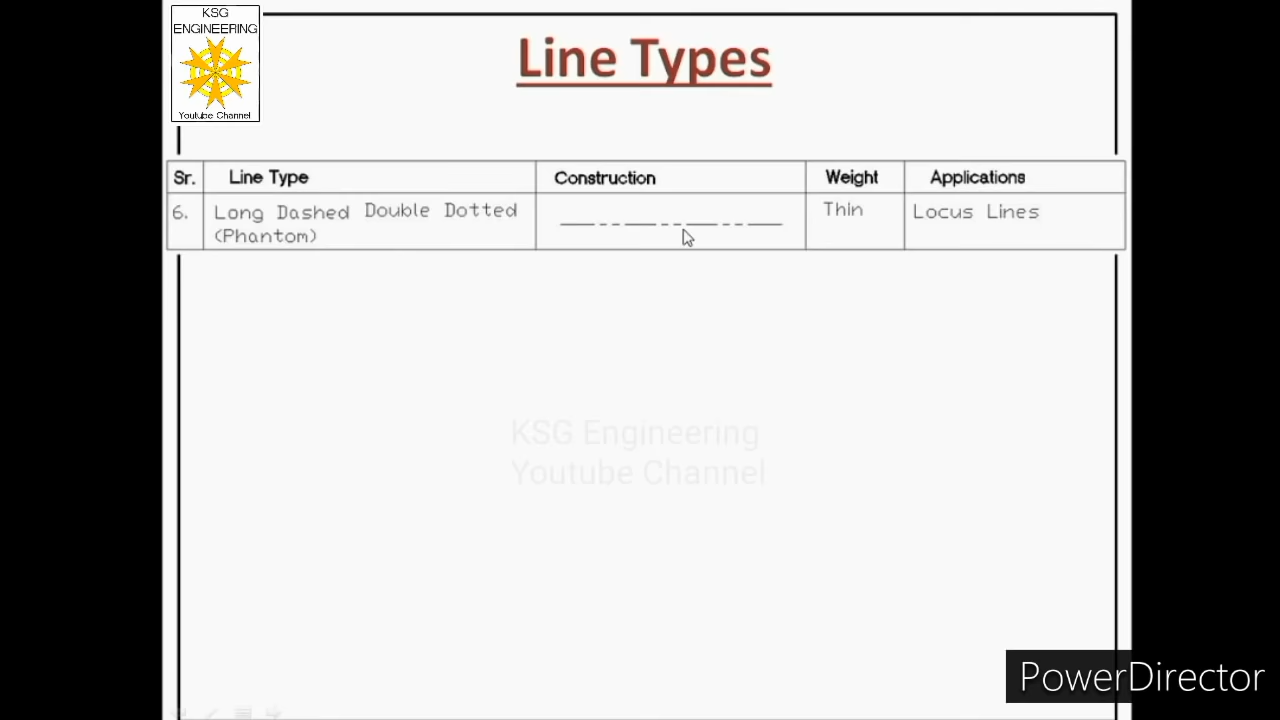 KSG
ENGINEERING
Youtube Channel
Line Types
Sr. Line Type Construction Weight Applications
6. Long Dashed Double Dotted Thin Locus Lines
(Phantom)
KSG Engineering
Youtube Channel
PowerDirector